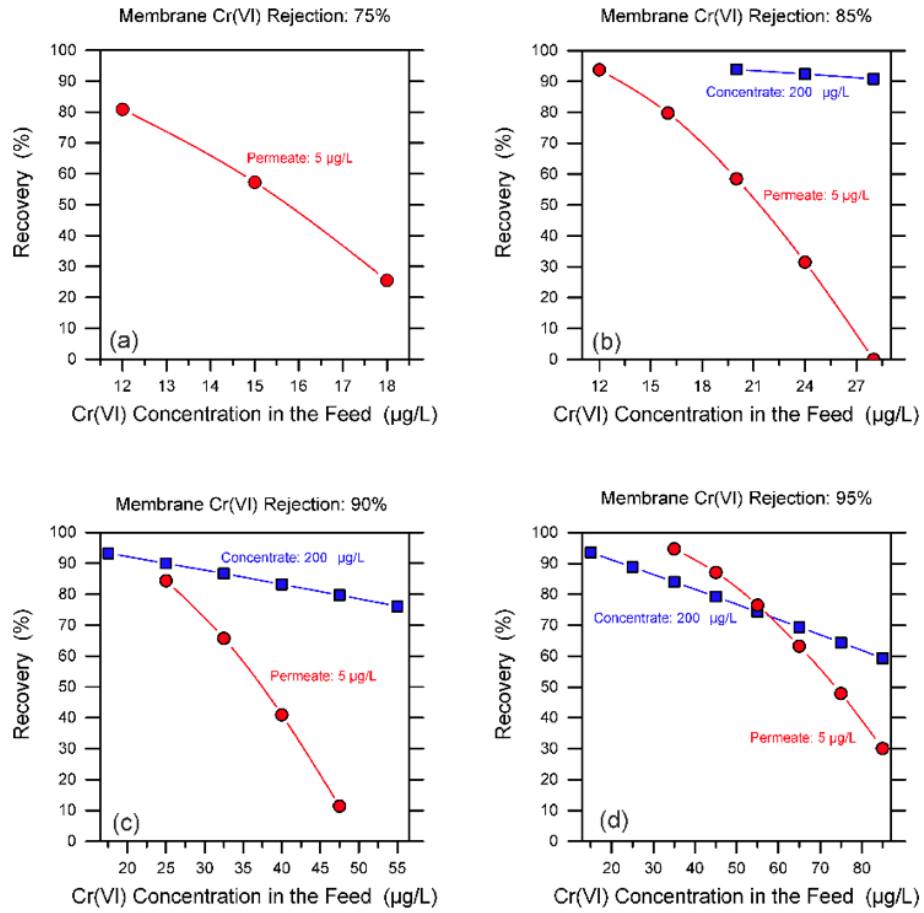 Membrane Cr(VI) Rejection: 75%
100
90
80
70
60
50
40
30
20
10
0
Recovery (%)
Permeate: 5 µg/L
(a)
12 13 14 15 16 17 18
Cr(VI) Concentration in the Feed (µg/L)
Membrane Cr(VI) Rejection: 85%
100
90
80
70
60
50
40
30
20
10
0
Recovery (%)
Concentrate: 200 µg/L
Permeate: 5 µg/L
(b)
12 15 18 21 24 27
Cr(VI) Concentration in the Feed (µg/L)
Membrane Cr(VI) Rejection: 90%
100
90
80
70
60
50
40
30
20
10
0
Recovery (%)
Concentrate: 200 µg/L
Permeate: 5 µg/L
(c)
20 25 30 35 40 45 50 55
Cr(VI) Concentration in the Feed (µg/L)
Membrane Cr(VI) Rejection: 95%
100
90
80
70
60
50
40
30
20
10
0
Recovery (%)
Concentrate: 200 µg/L
Permeate: 5 µg/L
(d)
20 30 40 50 60 70 80
Cr(VI) Concentration in the Feed (µg/L)